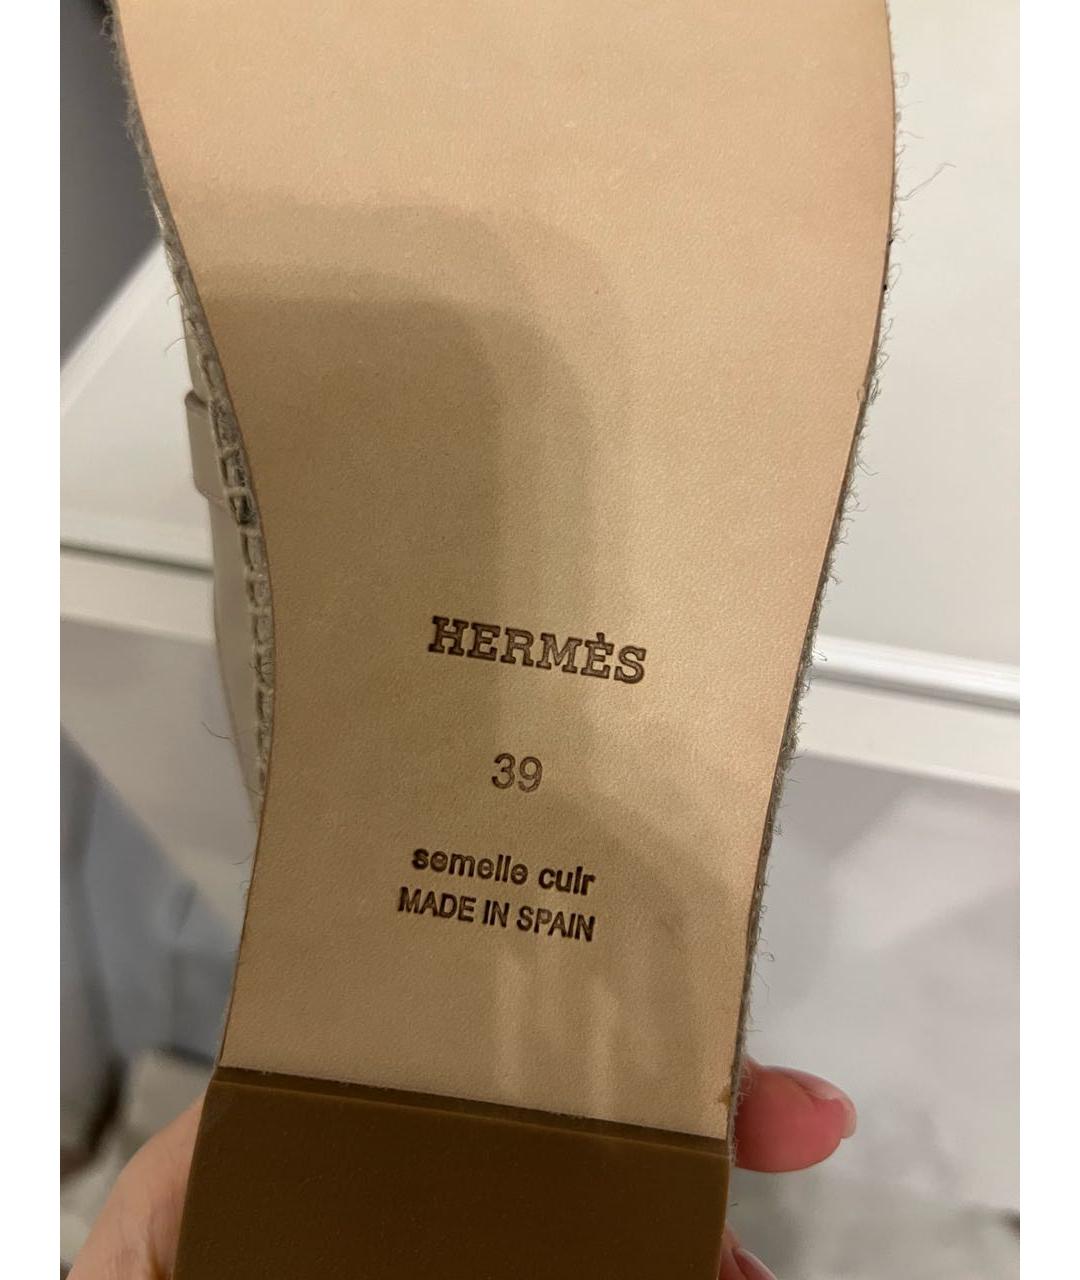 HERMÈS
39
semelle cuir
MADE IN SPAIN